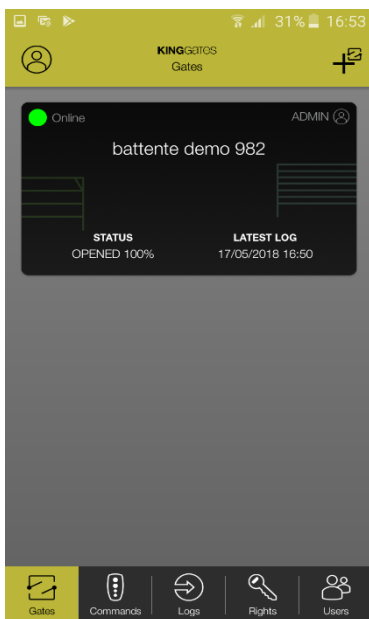 31% 16:53
KINGGATES
Gates
Online ADMIN
battente demo 982
STATUS LATEST LOG
OPENED 100% 17/05/2018 16:50
Gates Commands Logs Rights Users